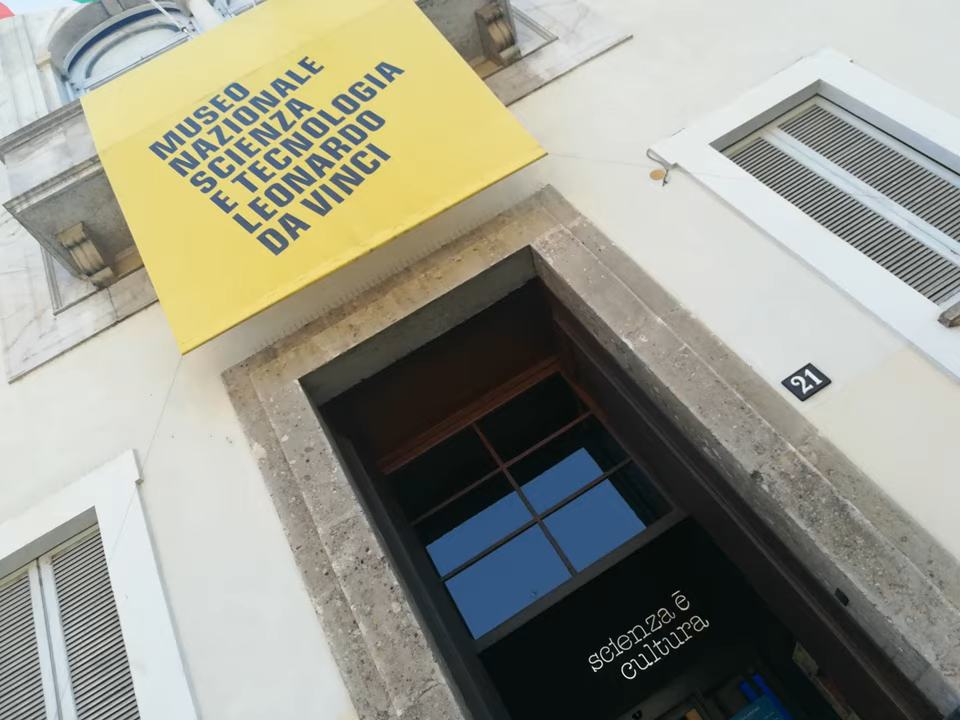 MUSEO
NAZIONALE
SCIENZA
E TECNOLOGIA
LEONARDO
DA VINCI
21
scienza ē
cultura